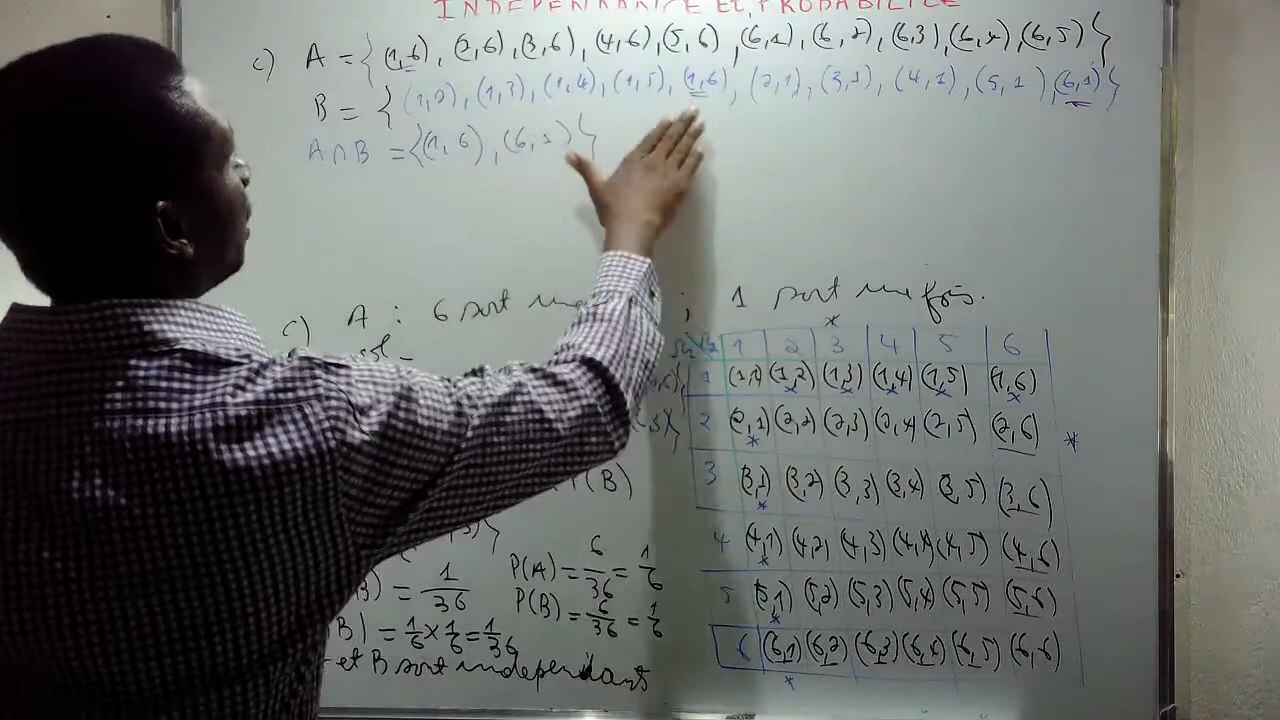 INDEPENDANCE ET PROBABILITE
c) A = {(1,6), (2,6), (3,6), (4,6), (5,6), (6,1), (6,2), (6,3), (6,4), (6,5)}
B = {(1,2), (1,3), (1,4), (1,5), (1,6), (2,1), (3,1), (4,1), (5,1), (6,1)}
A ∩ B = {(1,6), (6,1)}
c) A : 6 sort ; 1 sort une fois.
1 2 3 4 5 6
1 (1,1) (1,2) (1,3) (1,4) (1,5) (1,6)
2 (2,1) (2,2) (2,3) (2,4) (2,5) (2,6)
3 (3,1) (3,2) (3,3) (3,4) (3,5) (3,6)
4 (4,1) (4,2) (4,3) (4,4) (4,5) (4,6)
5 (5,1) (5,2) (5,3) (5,4) (5,5) (5,6)
6 (6,1) (6,2) (6,3) (6,4) (6,5) (6,6)
(B)
) = 1/36
P(A) = 6/36 = 1/6
P(B) = 6/36 = 1/6
B) = 1/6 × 1/6 = 1/36
et B sont independant